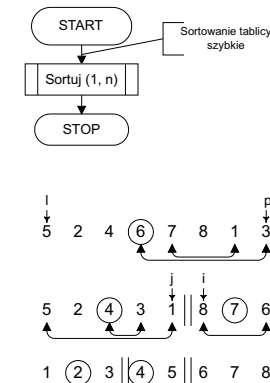 START
Sortowanie tablicy
szybkie
Sortuj (1, n)
STOP
l p
5 2 4 6 7 8 1 3
j i
5 2 4 3 1 8 7 6
1 2 3 4 5 6 7 8